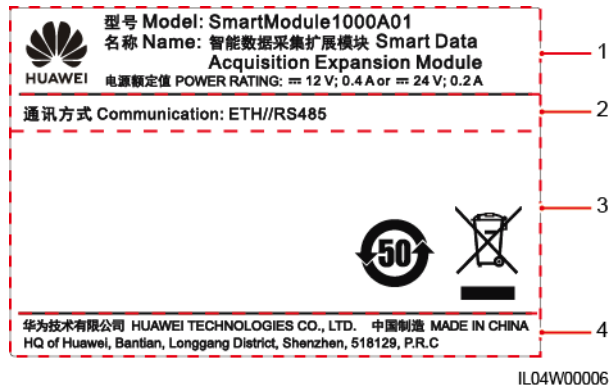 型号 Model: SmartModule1000A01
名称 Name: 智能数据采集扩展模块 Smart Data
Acquisition Expansion Module
HUAWEI
电源额定值 POWER RATING: ⎓ 12 V; 0.4 A or ⎓ 24 V; 0.2 A
1
通讯方式 Communication: ETH//RS485
2
3
50
华为技术有限公司 HUAWEI TECHNOLOGIES CO., LTD. 中国制造 MADE IN CHINA
HQ of Huawei, Bantian, Longgang District, Shenzhen, 518129, P.R.C
4
IL04W00006